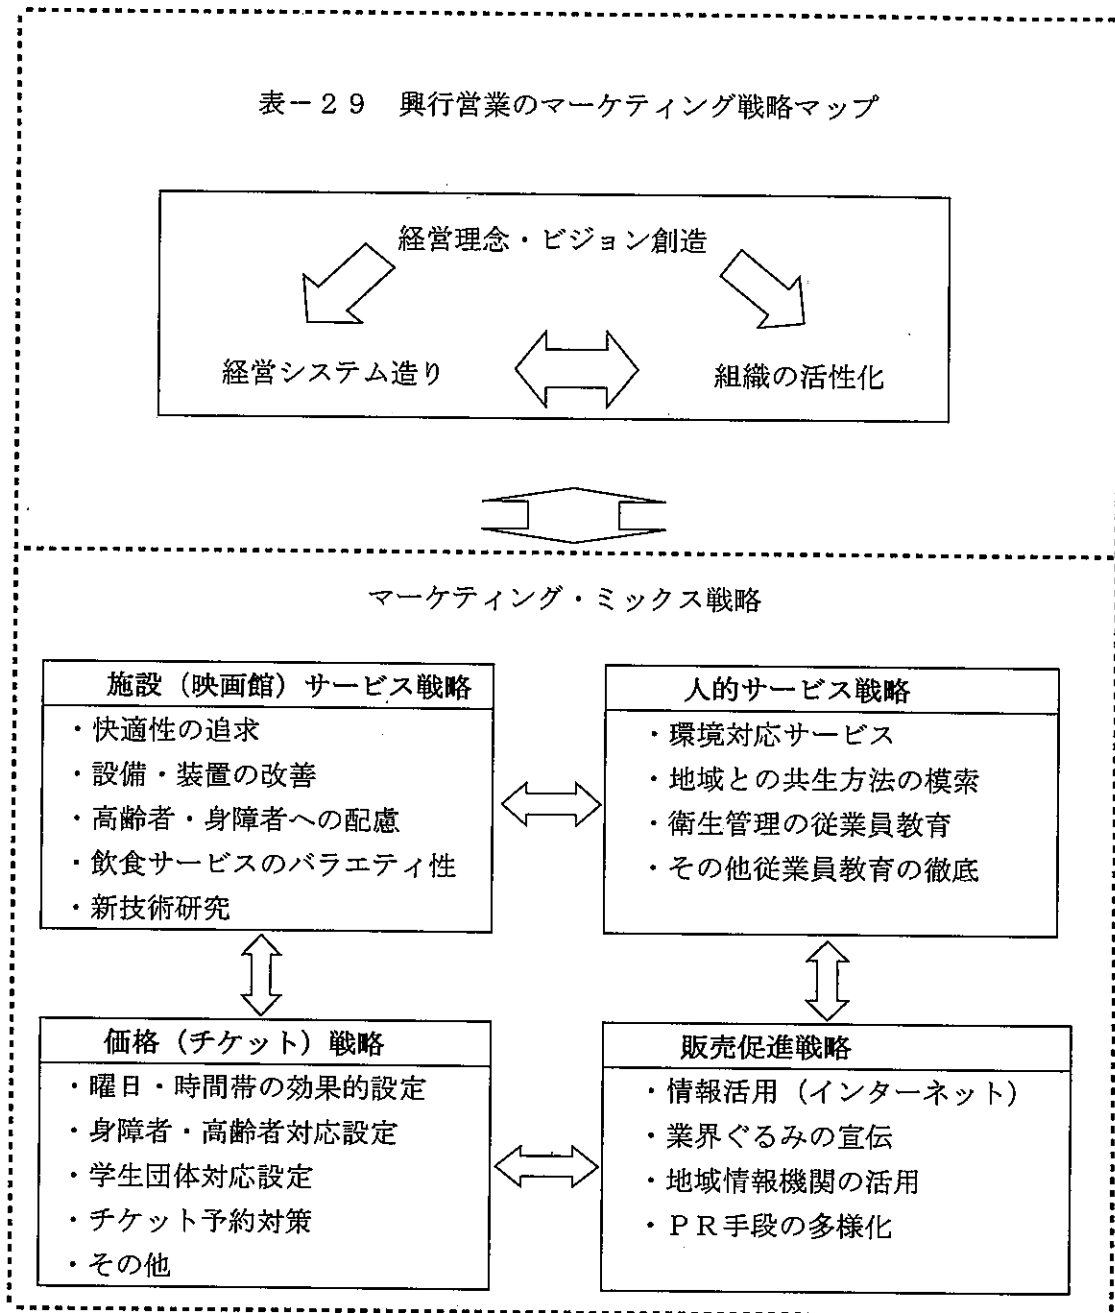 表－２９　興行営業のマーケティング戦略マップ
経営理念・ビジョン創造
経営システム造り
組織の活性化
マーケティング・ミックス戦略
施設（映画館）サービス戦略
・快適性の追求
・設備・装置の改善
・高齢者・身障者への配慮
・飲食サービスのバラエティ性
・新技術研究
人的サービス戦略
・環境対応サービス
・地域との共生方法の模索
・衛生管理の従業員教育
・その他従業員教育の徹底
価格（チケット）戦略
・曜日・時間帯の効果的設定
・身障者・高齢者対応設定
・学生団体対応設定
・チケット予約対策
・その他
販売促進戦略
・情報活用（インターネット）
・業界ぐるみの宣伝
・地域情報機関の活用
・ＰＲ手段の多様化